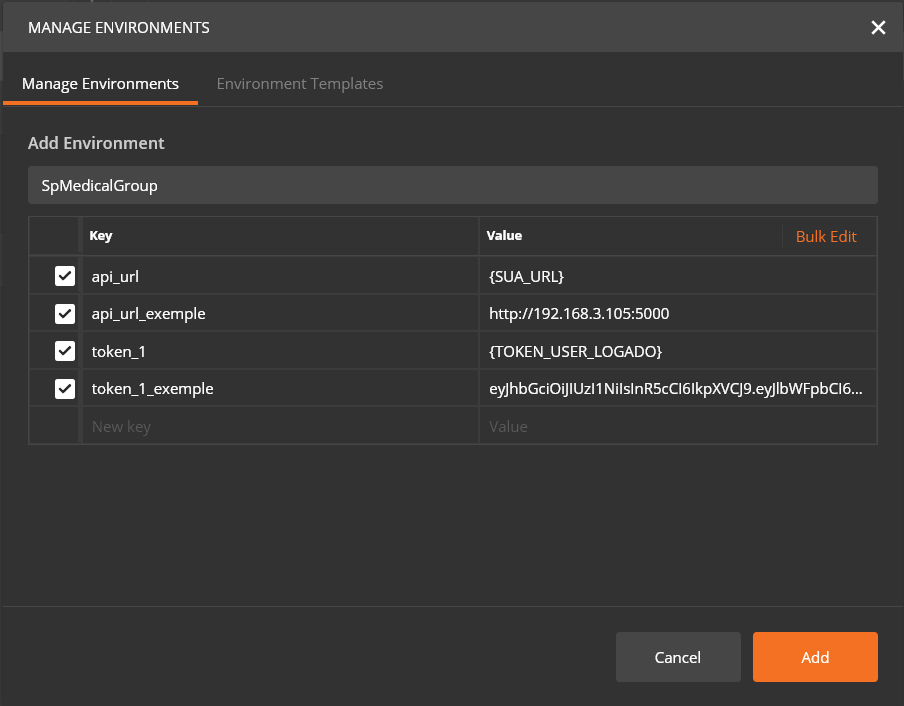 MANAGE ENVIRONMENTS
Manage Environments Environment Templates
Add Environment
SpMedicalGroup
Key Value Bulk Edit
api_url {SUA_URL}
api_url_exemple http://192.168.3.105:5000
token_1 {TOKEN_USER_LOGADO}
token_1_exemple eyJhbGciOiJIUzI1NiIsInR5cCI6IkpXVCJ9.eyJlbWFpbCI6...
New key Value
Cancel Add